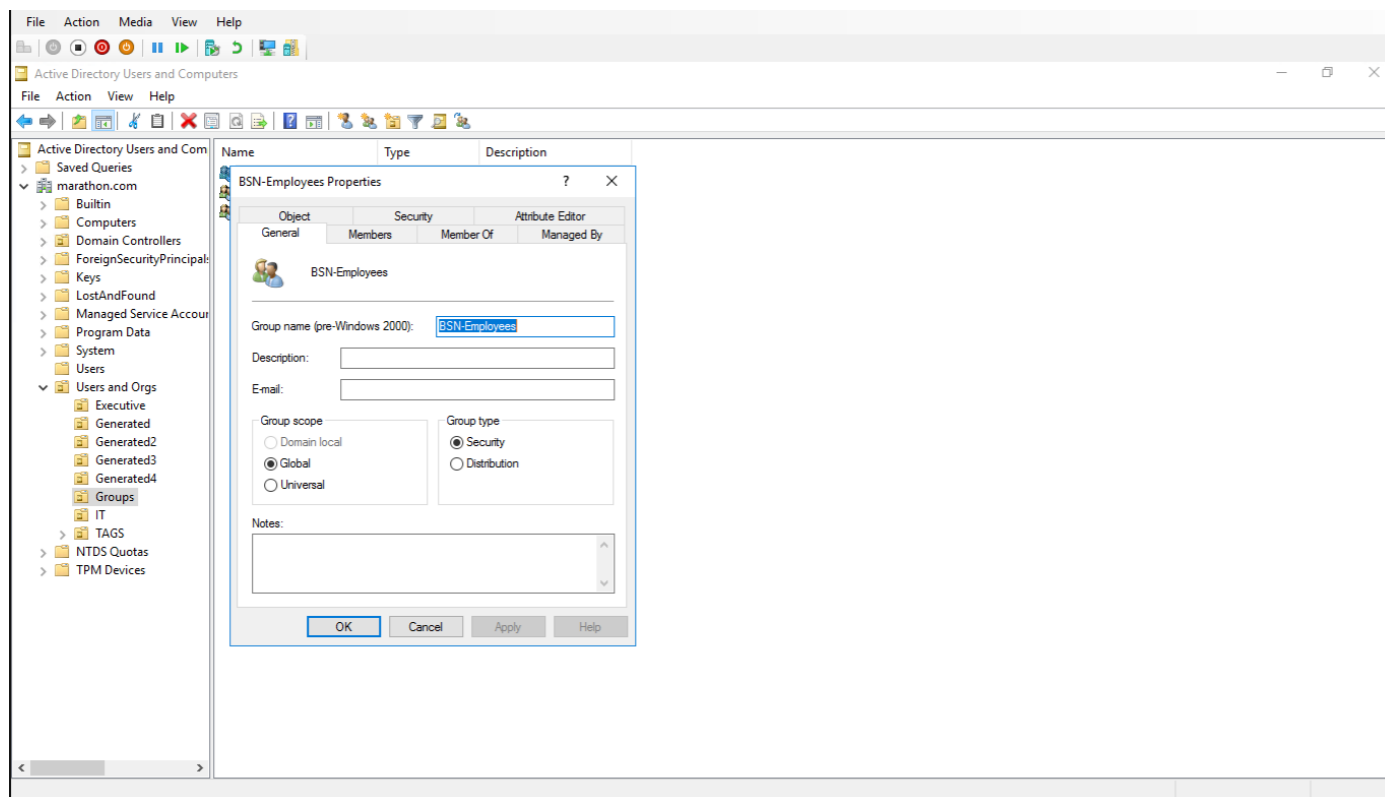 File Action Media View Help
Active Directory Users and Computers
File Action View Help
Active Directory Users and Com
Saved Queries
marathon.com
Builtin
Computers
Domain Controllers
ForeignSecurityPrincipals
Keys
LostAndFound
Managed Service Accour
Program Data
System
Users
Users and Orgs
Executive
Generated
Generated2
Generated3
Generated4
Groups
IT
TAGS
NTDS Quotas
TPM Devices
Name Type Description
BSN-Employees Properties
Object Security Attribute Editor
General Members Member Of Managed By
BSN-Employees
Group name (pre-Windows 2000): BSN-Employees
Description:
E-mail:
Group scope Group type
Domain local Security
Global Distribution
Universal
Notes:
OK Cancel Apply Help